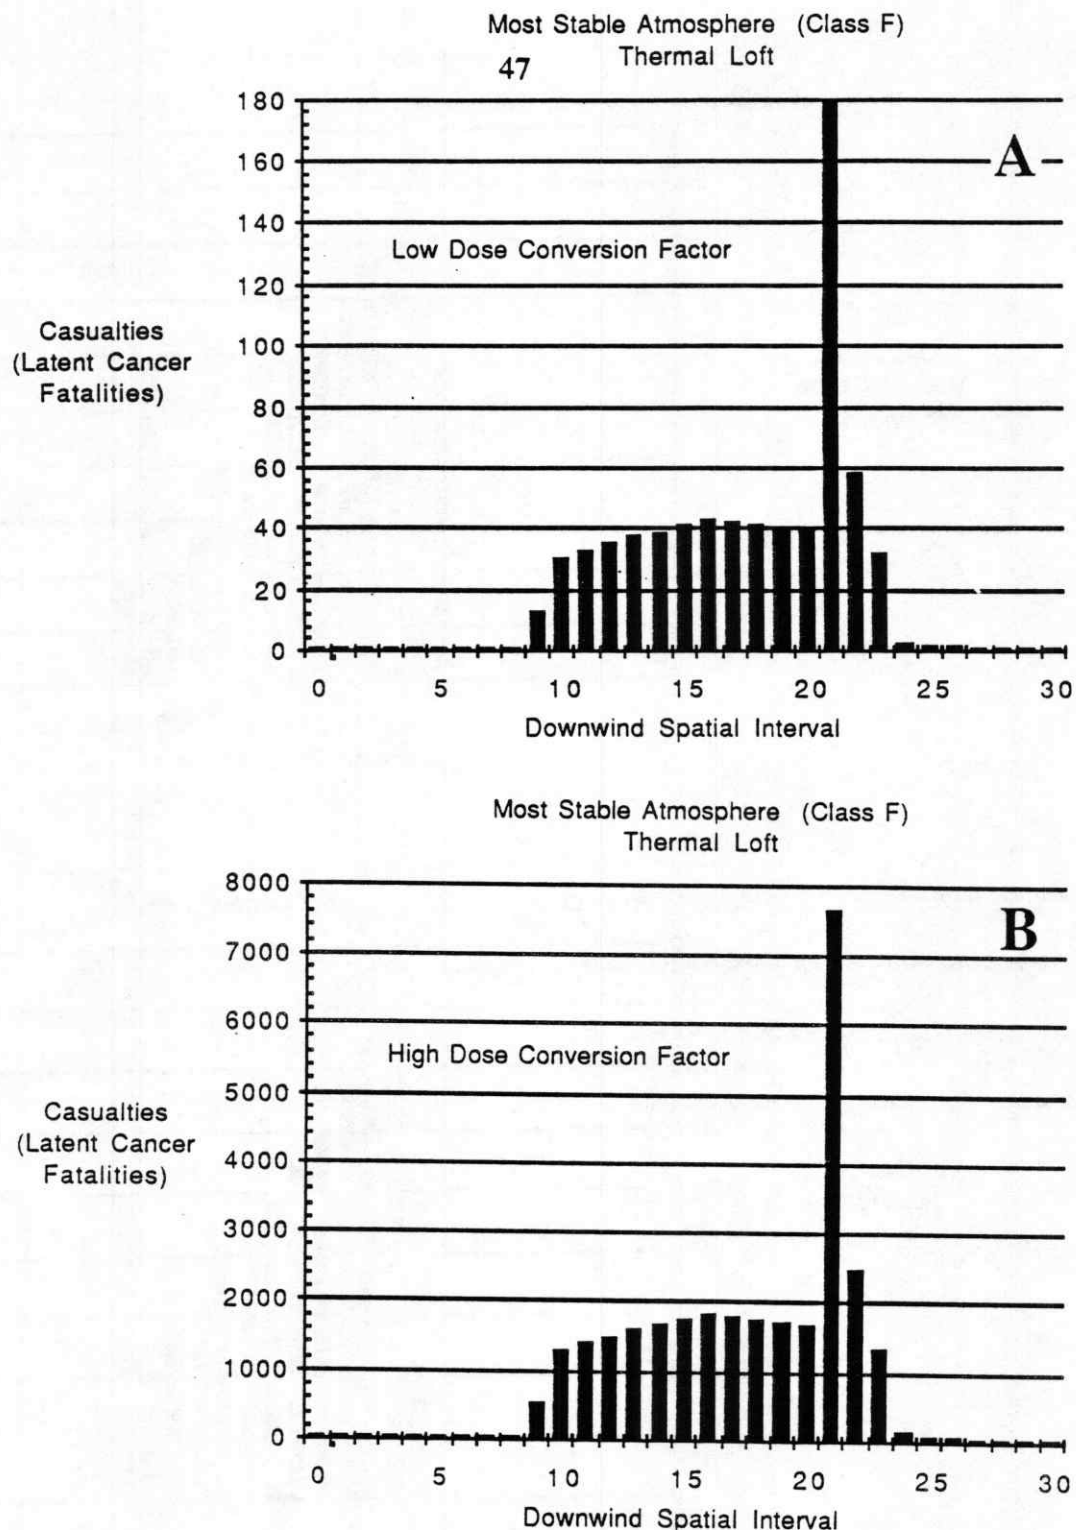 Most Stable Atmosphere (Class F)
Thermal Loft
47
180
160
140
120
100
80
60
40
20
0
A
Low Dose Conversion Factor
Casualties
(Latent Cancer
Fatalities)
0 5 10 15 20 25 30
Downwind Spatial Interval
Most Stable Atmosphere (Class F)
Thermal Loft
8000
7000
6000
5000
4000
3000
2000
1000
0
B
High Dose Conversion Factor
Casualties
(Latent Cancer
Fatalities)
0 5 10 15 20 25 30
Downwind Spatial Interval